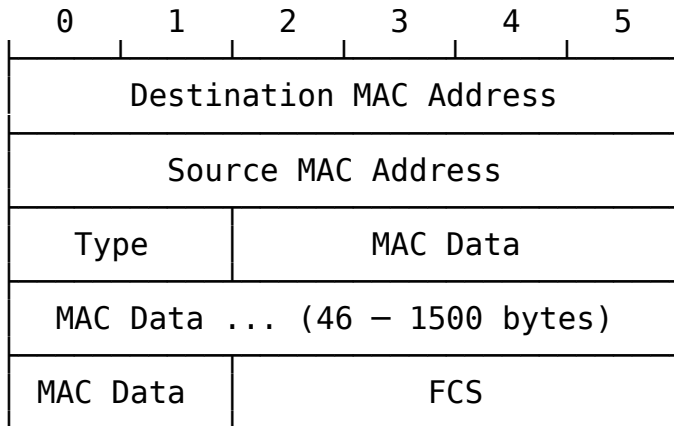 0 1 2 3 4 5
Destination MAC Address
Source MAC Address
Type MAC Data
MAC Data ... (46 – 1500 bytes)
MAC Data FCS